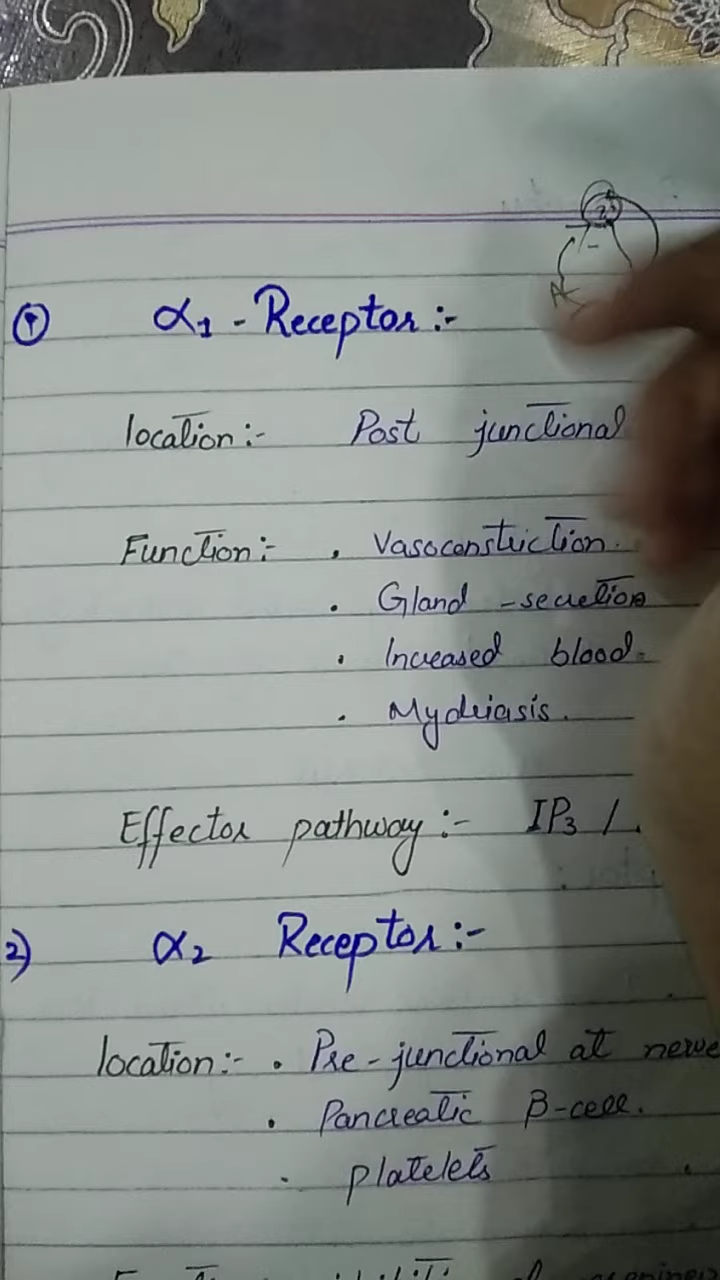 ① α1 - Receptor :-
location :- Post junctional
Function :- . Vasoconstriction.
. Gland - secretion
. Increased blood
. Mydriasis.
Effector pathway :- IP3 /
2) α2 Receptor :-
location :- . Pre-junctional at nerve
. Pancreatic β-cell.
. platelets